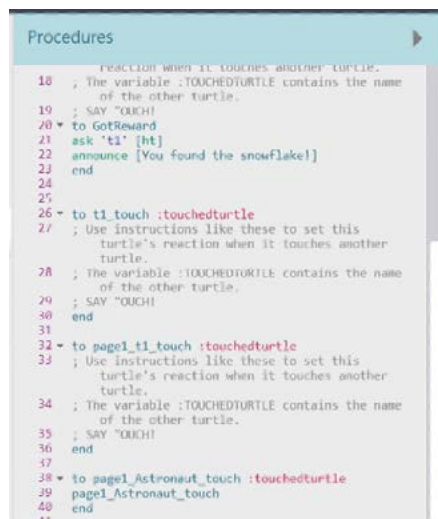 Procedures
reaction when it touches another turtle.
18 ; The variable :TOUCHEDTURTLE contains the name
of the other turtle.
19 ; SAY "OUCH!
20 to GotReward
21 ask 't1' [ht]
22 announce [You found the snowflake!]
23 end
24
25
26 to t1_touch :touchedturtle
27 ; Use instructions like these to set this
turtle's reaction when it touches another
turtle.
28 ; The variable :TOUCHEDTURTLE contains the name
of the other turtle.
29 ; SAY "OUCH!
30 end
31
32 to page1_t1_touch :touchedturtle
33 ; Use instructions like these to set this
turtle's reaction when it touches another
turtle.
34 ; The variable :TOUCHEDTURTLE contains the name
of the other turtle.
35 ; SAY "OUCH!
36 end
37
38 to page1_Astronaut_touch :touchedturtle
39 page1_Astronaut_touch
40 end